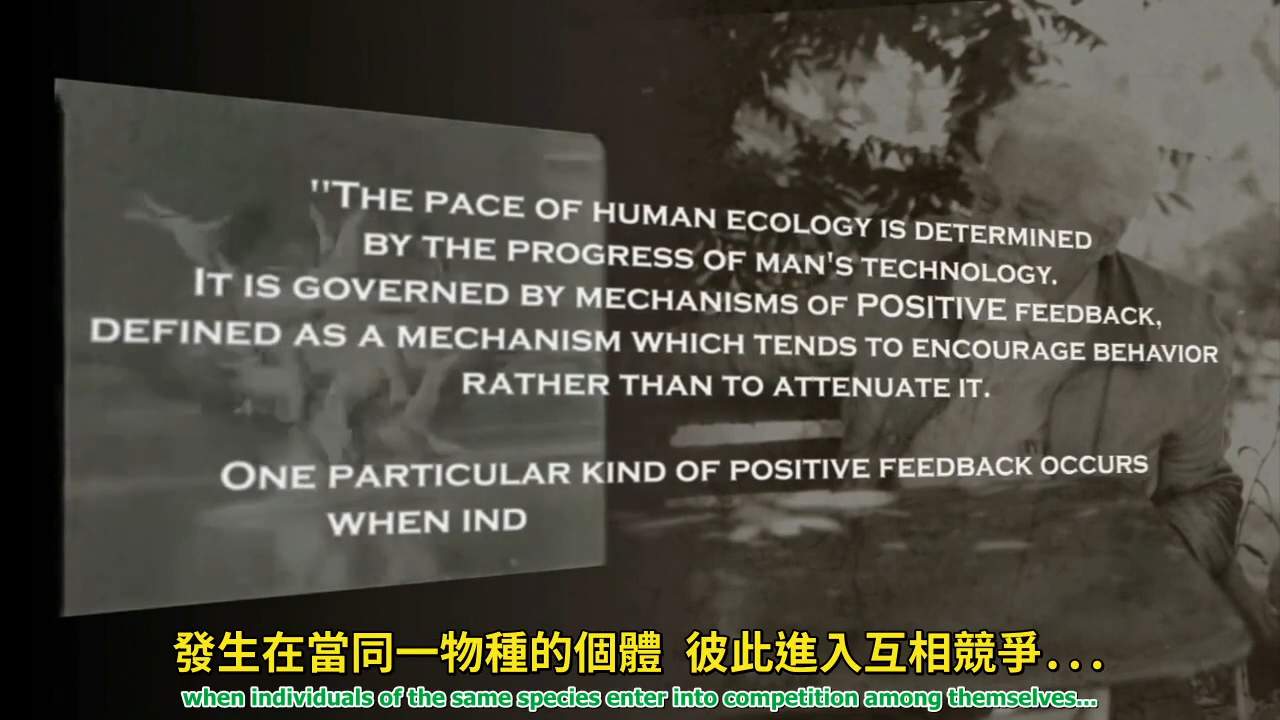 "THE PACE OF HUMAN ECOLOGY IS DETERMINED
BY THE PROGRESS OF MAN'S TECHNOLOGY.
IT IS GOVERNED BY MECHANISMS OF POSITIVE FEEDBACK,
DEFINED AS A MECHANISM WHICH TENDS TO ENCOURAGE BEHAVIOR
RATHER THAN TO ATTENUATE IT.
ONE PARTICULAR KIND OF POSITIVE FEEDBACK OCCURS
WHEN IND
發生在當同一物種的個體 彼此進入互相競爭...
when individuals of the same species enter into competition among themselves...